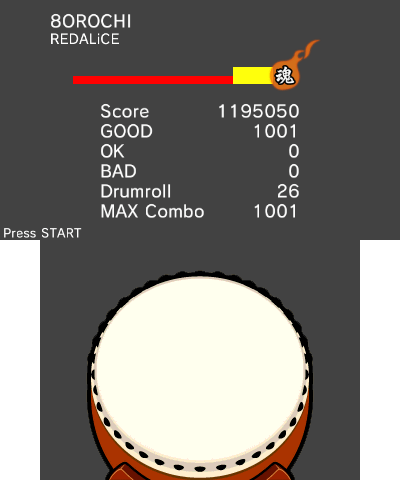 8OROCHI
REDALiCE
魂
Score 1195050
GOOD 1001
OK 0
BAD 0
Drumroll 26
MAX Combo 1001
Press START